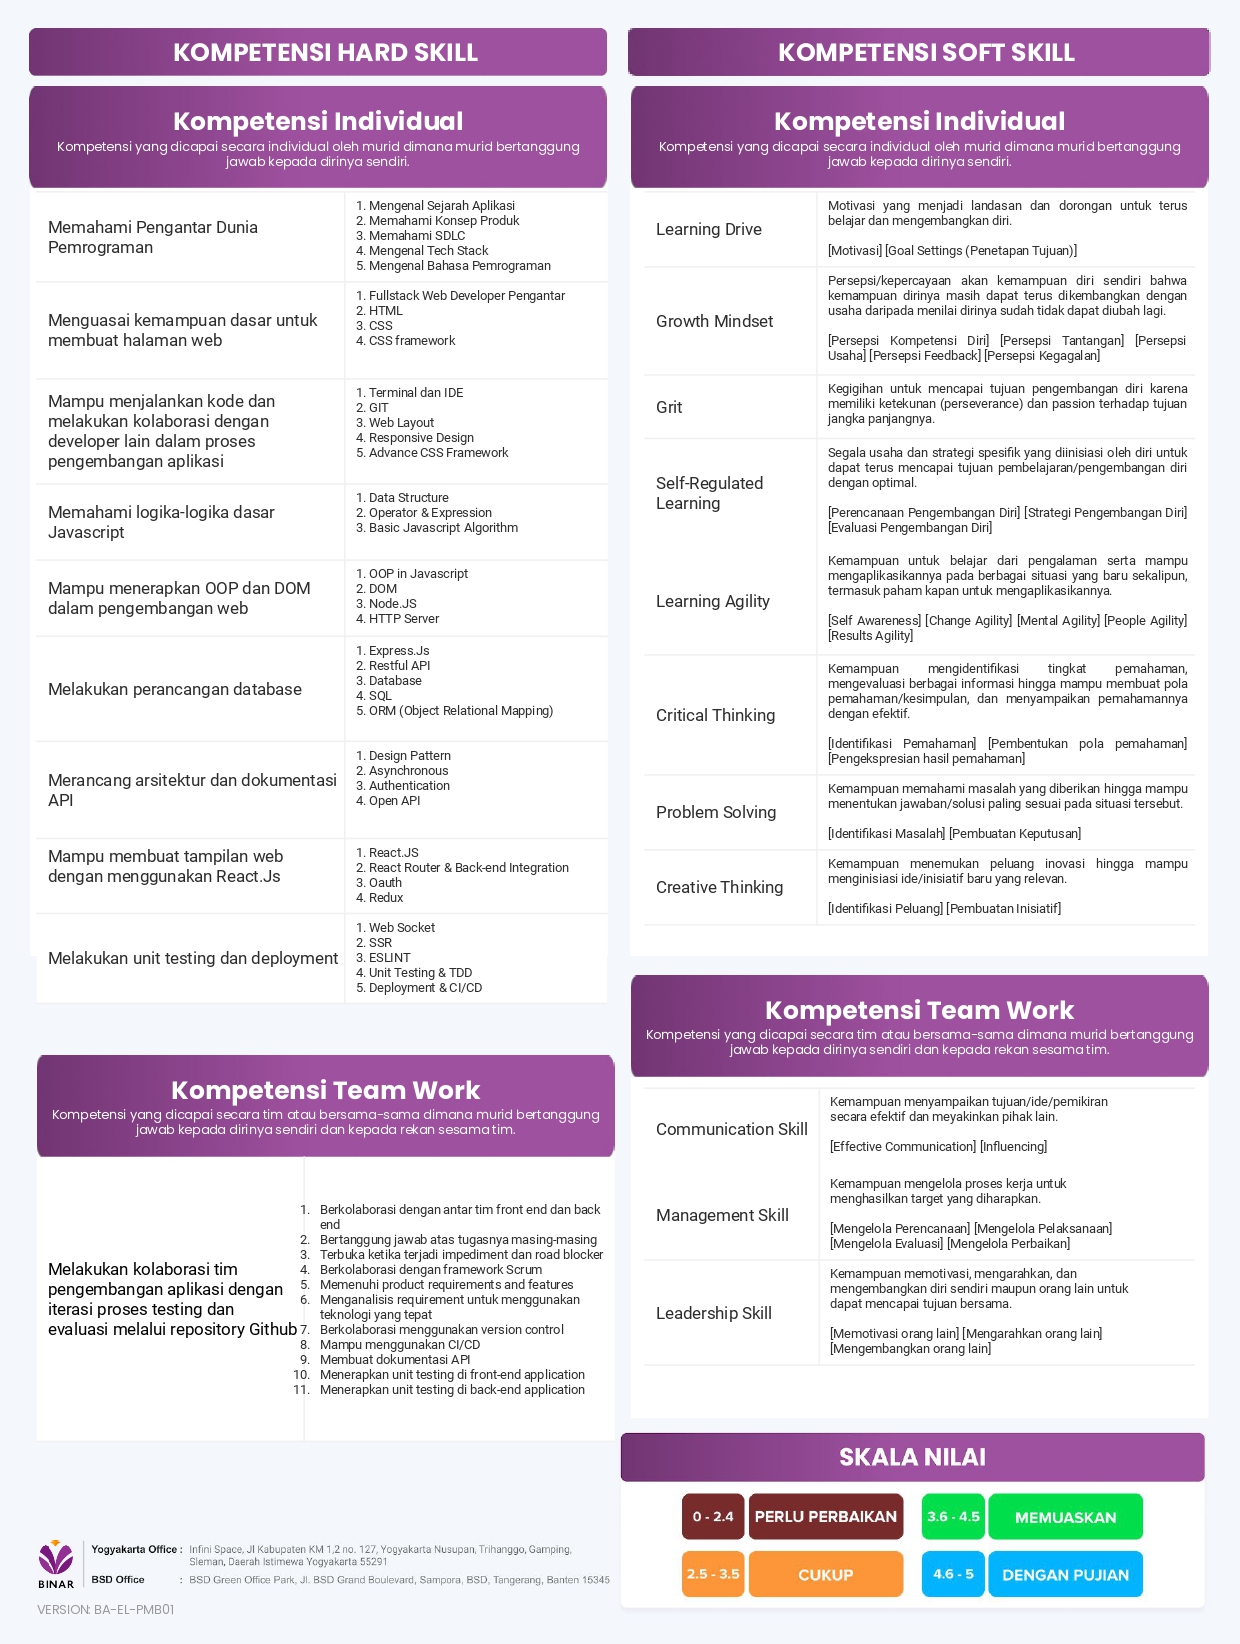 KOMPETENSI HARD SKILL
Kompetensi Individual
Kompetensi yang dicapai secara individual oleh murid dimana murid bertanggung
jawab kepada dirinya sendiri.
Memahami Pengantar Dunia
Pemrograman
1. Mengenal Sejarah Aplikasi
2. Memahami Konsep Produk
3. Memahami SDLC
4. Mengenal Tech Stack
5. Mengenal Bahasa Pemrograman
Menguasai kemampuan dasar untuk
membuat halaman web
1. Fullstack Web Developer Pengantar
2. HTML
3. CSS
4. CSS framework
Mampu menjalankan kode dan
melakukan kolaborasi dengan
developer lain dalam proses
pengembangan aplikasi
1. Terminal dan IDE
2. GIT
3. Web Layout
4. Responsive Design
5. Advance CSS Framework
Memahami logika-logika dasar
Javascript
1. Data Structure
2. Operator & Expression
3. Basic Javascript Algorithm
Mampu menerapkan OOP dan DOM
dalam pengembangan web
1. OOP in Javascript
2. DOM
3. Node.JS
4. HTTP Server
Melakukan perancangan database
1. Express.Js
2. Restful API
3. Database
4. SQL
5. ORM (Object Relational Mapping)
Merancang arsitektur dan dokumentasi
API
1. Design Pattern
2. Asynchronous
3. Authentication
4. Open API
Mampu membuat tampilan web
dengan menggunakan React.Js
1. React.JS
2. React Router & Back-end Integration
3. Oauth
4. Redux
Melakukan unit testing dan deployment
1. Web Socket
2. SSR
3. ESLINT
4. Unit Testing & TDD
5. Deployment & CI/CD
Kompetensi Team Work
Kompetensi yang dicapai secara tim atau bersama-sama dimana murid bertanggung
jawab kepada dirinya sendiri dan kepada rekan sesama tim.
Melakukan kolaborasi tim
pengembangan aplikasi dengan
iterasi proses testing dan
evaluasi melalui repository Github
1. Berkolaborasi dengan antar tim front end dan back
end
2. Bertanggung jawab atas tugasnya masing-masing
3. Terbuka ketika terjadi impediment dan road blocker
4. Berkolaborasi dengan framework Scrum
5. Memenuhi product requirements and features
6. Menganalisis requirement untuk menggunakan
teknologi yang tepat
7. Berkolaborasi menggunakan version control
8. Mampu menggunakan CI/CD
9. Membuat dokumentasi API
10. Menerapkan unit testing di front-end application
11. Menerapkan unit testing di back-end application
BINAR
Yogyakarta Office : Infini Space, Jl Kabupaten KM 1,2 no. 127, Yogyakarta Nusupan, Trihanggo, Gamping,
Sleman, Daerah Istimewa Yogyakarta 55291
BSD Office : BSD Green Office Park, Jl. BSD Grand Boulevard, Sampora, BSD, Tangerang, Banten 15345
VERSION: BA-EL-PMB01
KOMPETENSI SOFT SKILL
Kompetensi Individual
Kompetensi yang dicapai secara individual oleh murid dimana murid bertanggung
jawab kepada dirinya sendiri.
Learning Drive
Motivasi yang menjadi landasan dan dorongan untuk terus
belajar dan mengembangkan diri.
[Motivasi] [Goal Settings (Penetapan Tujuan)]
Growth Mindset
Persepsi/kepercayaan akan kemampuan diri sendiri bahwa
kemampuan dirinya masih dapat terus dikembangkan dengan
usaha daripada menilai dirinya sudah tidak dapat diubah lagi.
[Persepsi Kompetensi Diri] [Persepsi Tantangan] [Persepsi
Usaha] [Persepsi Feedback] [Persepsi Kegagalan]
Grit
Kegigihan untuk mencapai tujuan pengembangan diri karena
memiliki ketekunan (perseverance) dan passion terhadap tujuan
jangka panjangnya.
Self-Regulated
Learning
Segala usaha dan strategi spesifik yang diinisiasi oleh diri untuk
dapat terus mencapai tujuan pembelajaran/pengembangan diri
dengan optimal.
[Perencanaan Pengembangan Diri] [Strategi Pengembangan Diri]
[Evaluasi Pengembangan Diri]
Learning Agility
Kemampuan untuk belajar dari pengalaman serta mampu
mengaplikasikannya pada berbagai situasi yang baru sekalipun,
termasuk paham kapan untuk mengaplikasikannya.
[Self Awareness] [Change Agility] [Mental Agility] [People Agility]
[Results Agility]
Critical Thinking
Kemampuan mengidentifikasi tingkat pemahaman,
mengevaluasi berbagai informasi hingga mampu membuat pola
pemahaman/kesimpulan, dan menyampaikan pemahamannya
dengan efektif.
[Identifikasi Pemahaman] [Pembentukan pola pemahaman]
[Pengekspresian hasil pemahaman]
Problem Solving
Kemampuan memahami masalah yang diberikan hingga mampu
menentukan jawaban/solusi paling sesuai pada situasi tersebut.
[Identifikasi Masalah] [Pembuatan Keputusan]
Creative Thinking
Kemampuan menemukan peluang inovasi hingga mampu
menginisiasi ide/inisiatif baru yang relevan.
[Identifikasi Peluang] [Pembuatan Inisiatif]
Kompetensi Team Work
Kompetensi yang dicapai secara tim atau bersama-sama dimana murid bertanggung
jawab kepada dirinya sendiri dan kepada rekan sesama tim.
Communication Skill
Kemampuan menyampaikan tujuan/ide/pemikiran
secara efektif dan meyakinkan pihak lain.
[Effective Communication] [Influencing]
Management Skill
Kemampuan mengelola proses kerja untuk
menghasilkan target yang diharapkan.
[Mengelola Perencanaan] [Mengelola Pelaksanaan]
[Mengelola Evaluasi] [Mengelola Perbaikan]
Leadership Skill
Kemampuan memotivasi, mengarahkan, dan
mengembangkan diri sendiri maupun orang lain untuk
dapat mencapai tujuan bersama.
[Memotivasi orang lain] [Mengarahkan orang lain]
[Mengembangkan orang lain]
SKALA NILAI
0 - 2.4 PERLU PERBAIKAN
3.6 - 4.5 MEMUASKAN
2.5 - 3.5 CUKUP
4.6 - 5 DENGAN PUJIAN